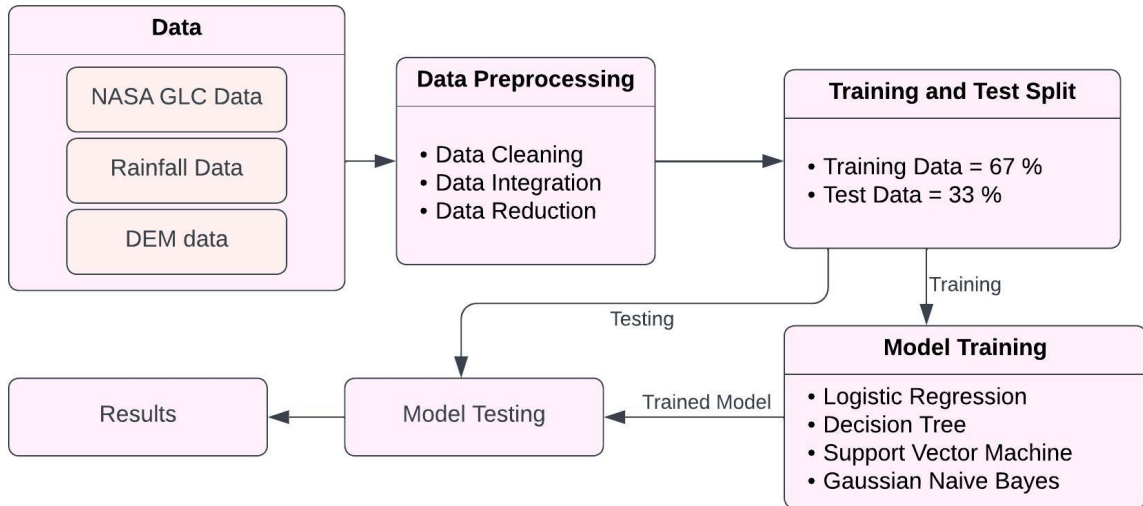 Data
NASA GLC Data
Rainfall Data
DEM data
Data Preprocessing
• Data Cleaning
• Data Integration
• Data Reduction
Training and Test Split
• Training Data = 67 %
• Test Data = 33 %
Training
Testing
Model Training
• Logistic Regression
• Decision Tree
• Support Vector Machine
• Gaussian Naive Bayes
Trained Model
Model Testing
Results